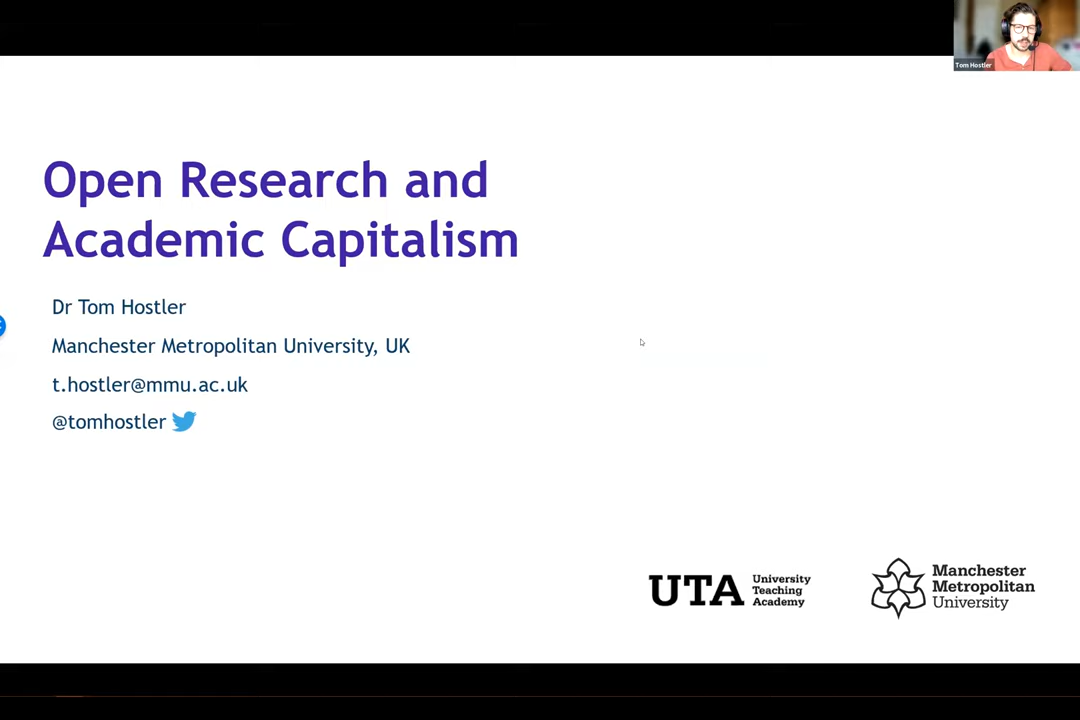 Tom Hostler
Open Research and
Academic Capitalism
Dr Tom Hostler
Manchester Metropolitan University, UK
t.hostler@mmu.ac.uk
@tomhostler
UTA
University
Teaching
Academy
Manchester
Metropolitan
University